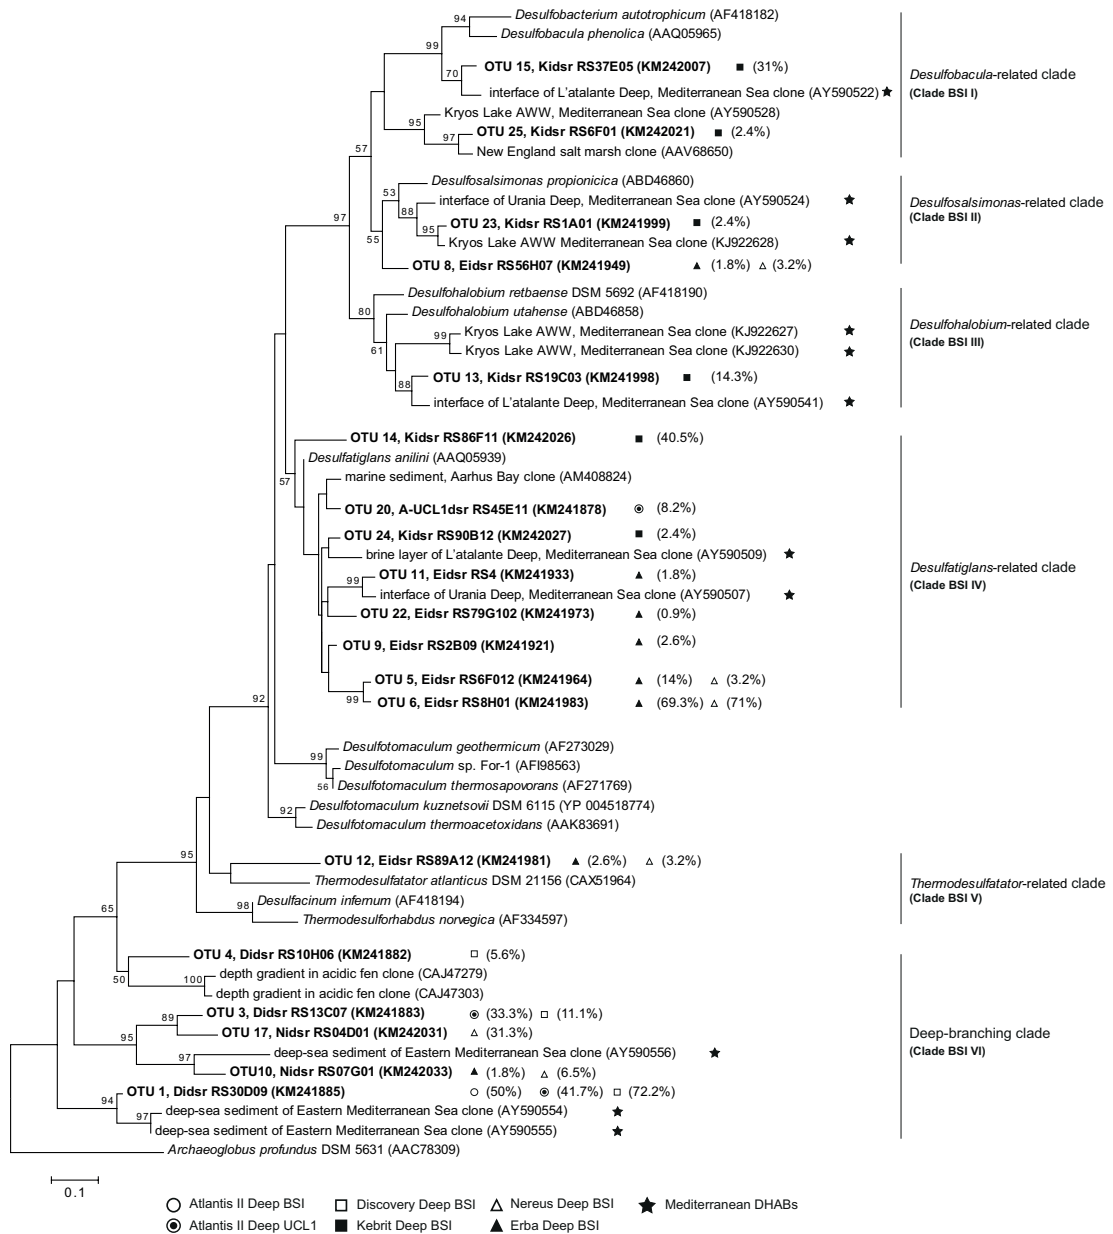 94
Desulfobacterium autotrophicum (AF418182)
99
Desulfobacula phenolica (AAQ05965)
70
OTU 15, Kidsr RS37E05 (KM242007) ■ (31%)
Desulfobacula-related clade
(Clade BSI I)
interface of L'atalante Deep, Mediterranean Sea clone (AY590522) ★
95
Kryos Lake AWW, Mediterranean Sea clone (AY590528)
97
OTU 25, Kidsr RS6F01 (KM242021) ■ (2.4%)
New England salt marsh clone (AAV68650)
57
53
Desulfosalsimonas propionicica (ABD46860)
88
interface of Urania Deep, Mediterranean Sea clone (AY590524) ★
Desulfosalsimonas-related clade
(Clade BSI II)
97
95
OTU 23, Kidsr RS1A01 (KM241999) ■ (2.4%)
55
Kryos Lake AWW Mediterranean Sea clone (KJ922628) ★
OTU 8, Eidsr RS56H07 (KM241949) ▲ (1.8%) △ (3.2%)
80
Desulfohalobium retbaense DSM 5692 (AF418190)
Desulfohalobium utahense (ABD46858)
61
99
Kryos Lake AWW, Mediterranean Sea clone (KJ922627) ★
Desulfohalobium-related clade
(Clade BSI III)
Kryos Lake AWW, Mediterranean Sea clone (KJ922630) ★
88
OTU 13, Kidsr RS19C03 (KM241998) ■ (14.3%)
interface of L'atalante Deep, Mediterranean Sea clone (AY590541) ★
OTU 14, Kidsr RS86F11 (KM242026) ■ (40.5%)
57
Desulfatiglans anilini (AAQ05939)
marine sediment, Aarhus Bay clone (AM408824)
OTU 20, A-UCL1dsr RS45E11 (KM241878) ◉ (8.2%)
OTU 24, Kidsr RS90B12 (KM242027) ■ (2.4%)
brine layer of L'atalante Deep, Mediterranean Sea clone (AY590509) ★
Desulfatiglans-related clade
(Clade BSI IV)
99
OTU 11, Eidsr RS4 (KM241933) ▲ (1.8%)
interface of Urania Deep, Mediterranean Sea clone (AY590507) ★
OTU 22, Eidsr RS79G102 (KM241973) ▲ (0.9%)
OTU 9, Eidsr RS2B09 (KM241921) ▲ (2.6%)
OTU 5, Eidsr RS6F012 (KM241964) ▲ (14%) △ (3.2%)
99
OTU 6, Eidsr RS8H01 (KM241983) ▲ (69.3%) △ (71%)
92
99
Desulfotomaculum geothermicum (AF273029)
Desulfotomaculum sp. For-1 (AFI98563)
56
Desulfotomaculum thermosapovorans (AF271769)
92
Desulfotomaculum kuznetsovii DSM 6115 (YP 004518774)
Desulfotomaculum thermoacetoxidans (AAK83691)
95
OTU 12, Eidsr RS89A12 (KM241981) ▲ (2.6%) △ (3.2%)
Thermodesulfatator atlanticus DSM 21156 (CAX51964)
Thermodesulfatator-related clade
(Clade BSI V)
98
Desulfacinum infernum (AF418194)
Thermodesulforhabdus norvegica (AF334597)
65
OTU 4, Didsr RS10H06 (KM241882) □ (5.6%)
50
100
depth gradient in acidic fen clone (CAJ47279)
depth gradient in acidic fen clone (CAJ47303)
89
OTU 3, Didsr RS13C07 (KM241883) ◉ (33.3%) □ (11.1%)
95
OTU 17, Nidsr RS04D01 (KM242031) △ (31.3%)
Deep-branching clade
(Clade BSI VI)
97
deep-sea sediment of Eastern Mediterranean Sea clone (AY590556) ★
OTU10, Nidsr RS07G01 (KM242033) ▲ (1.8%) △ (6.5%)
94
OTU 1, Didsr RS30D09 (KM241885) ○ (50%) ◉ (41.7%) □ (72.2%)
97
deep-sea sediment of Eastern Mediterranean Sea clone (AY590554) ★
deep-sea sediment of Eastern Mediterranean Sea clone (AY590555) ★
Archaeoglobus profundus DSM 5631 (AAC78309)
0.1
○ Atlantis II Deep BSI □ Discovery Deep BSI △ Nereus Deep BSI ★ Mediterranean DHABs
◉ Atlantis II Deep UCL1 ■ Kebrit Deep BSI ▲ Erba Deep BSI